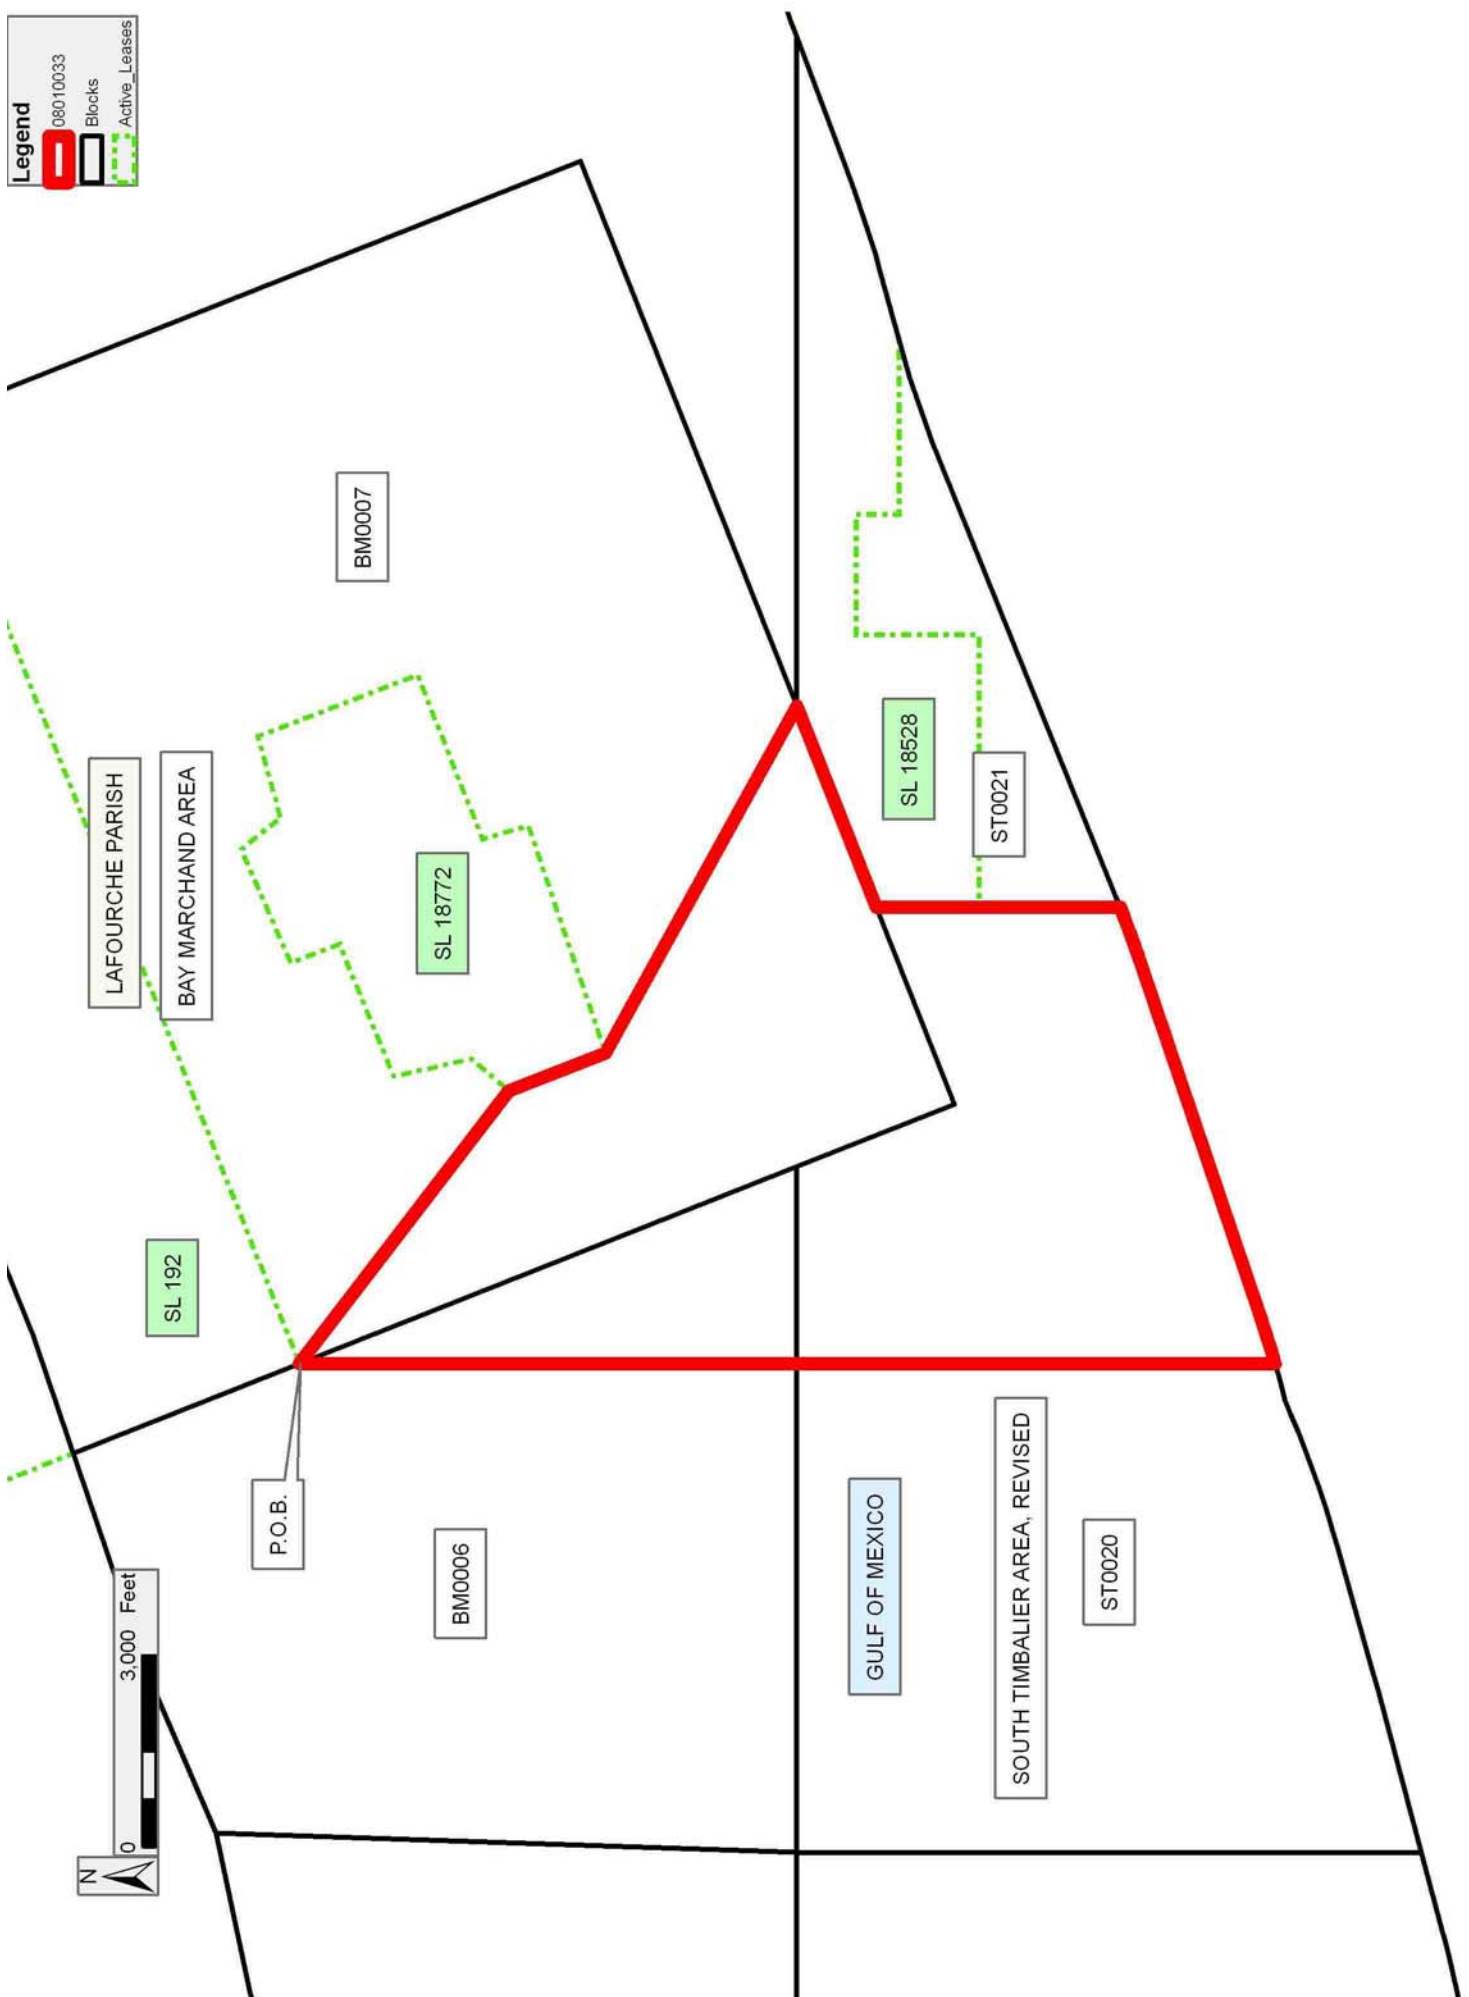 Legend
08010033
Blocks
Active_Leases
LAFOURCHE PARISH
BAY MARCHAND AREA
BM0007
SL 192
SL 18772
P.O.B.
BM0006
SL 18528
ST0021
GULF OF MEXICO
SOUTH TIMBALIER AREA, REVISED
ST0020
N
0 3,000 Feet